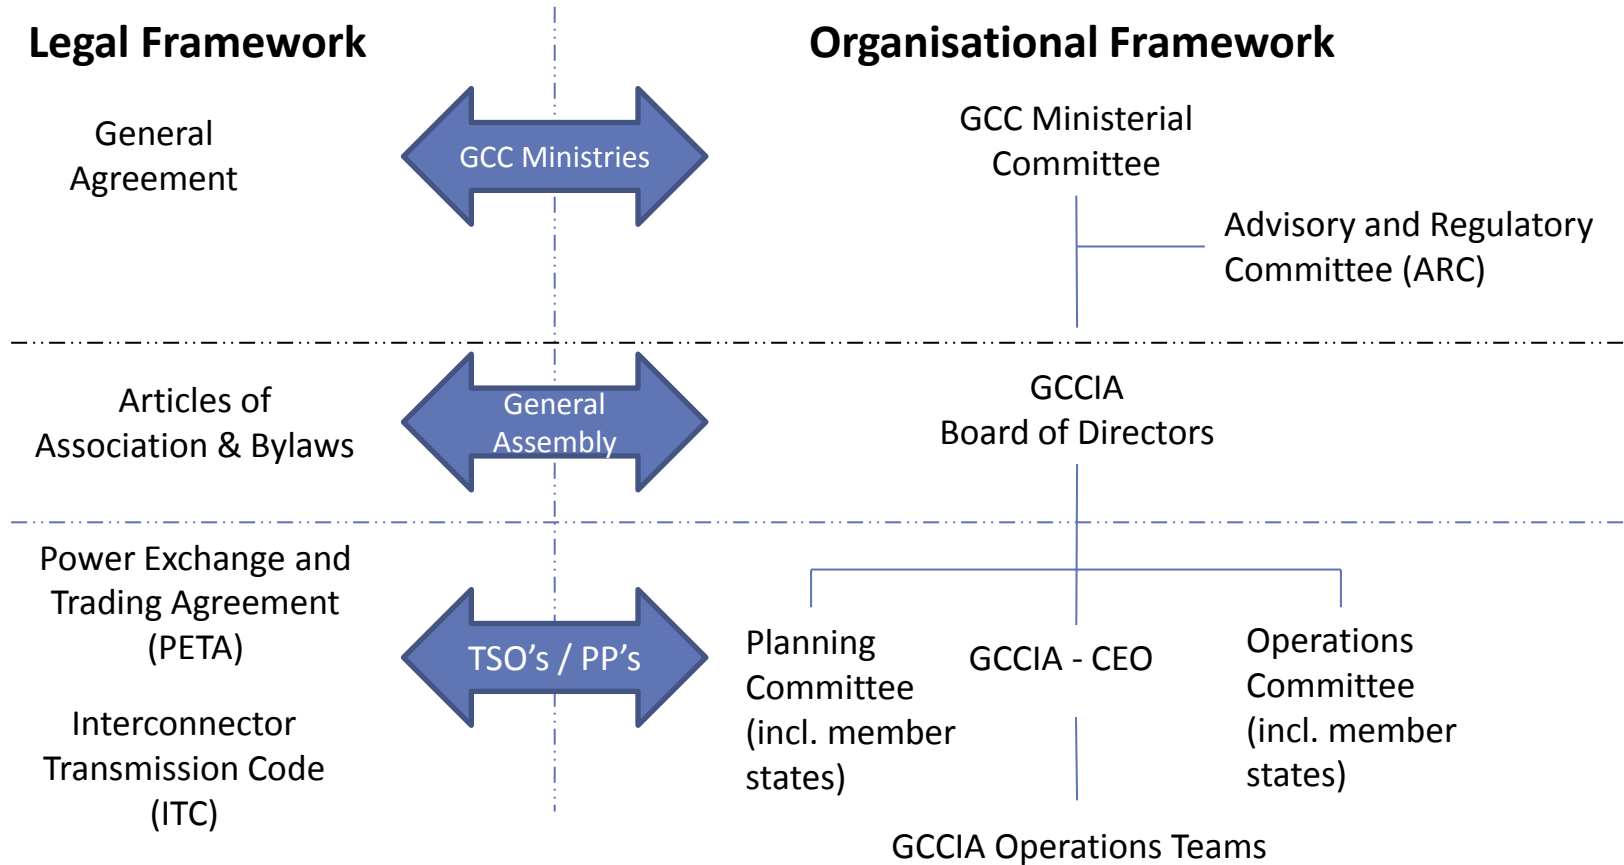 Legal Framework
Organisational Framework
General
Agreement
GCC Ministries
GCC Ministerial
Committee
Advisory and Regulatory
Committee (ARC)
Articles of
Association & Bylaws
General
Assembly
GCCIA
Board of Directors
Power Exchange and
Trading Agreement
(PETA)
Interconnector
Transmission Code
(ITC)
TSO’s / PP’s
Planning
Committee
(incl. member
states)
GCCIA - CEO
Operations
Committee
(incl. member
states)
GCCIA Operations Teams